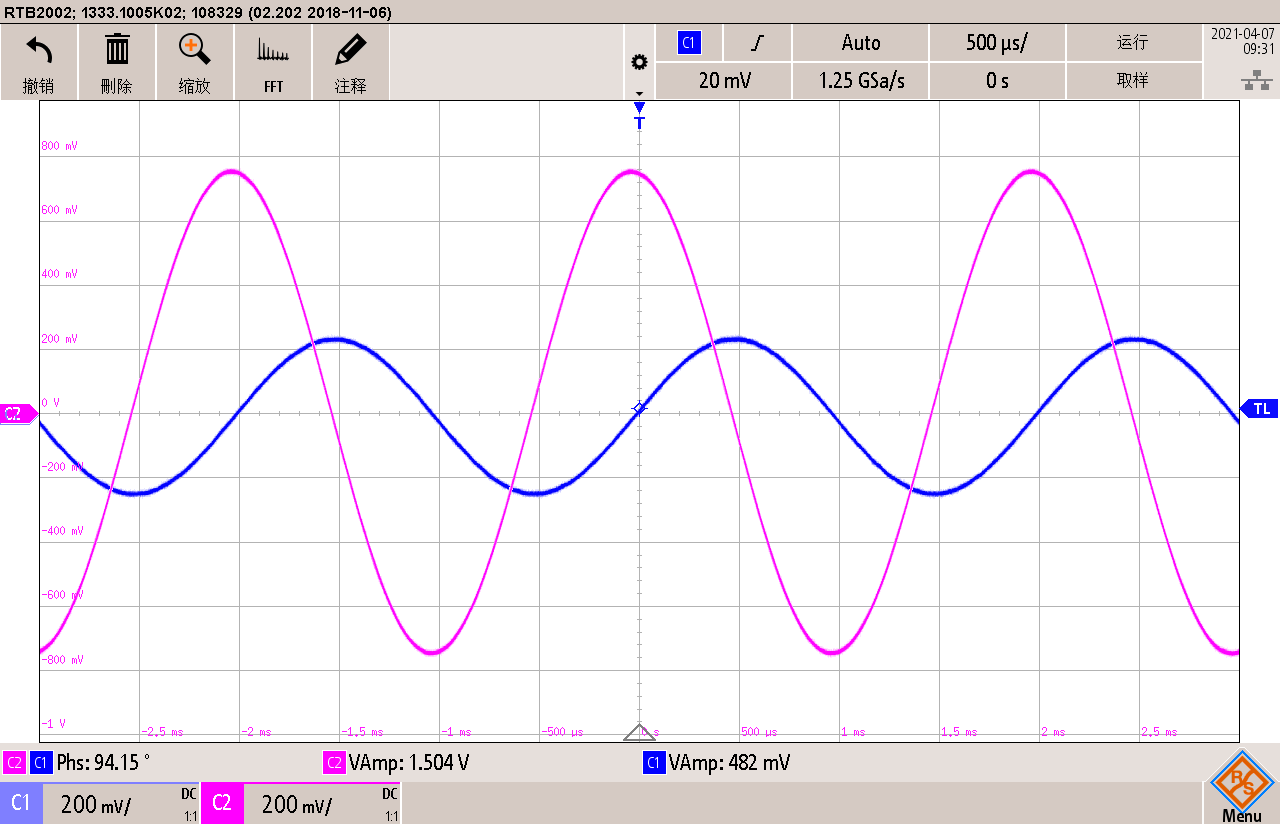 RTB2002; 1333.1005K02; 108329 (02.202 2018-11-06)
撤销 删除 缩放 FFT 注释
C1 Auto 500 µs/ 运行
20 mV 1.25 GSa/s 0 s 取样
2021-04-07
09:31
T
800 mV
600 mV
400 mV
200 mV
0 V
C2
TL
-200 mV
-400 mV
-600 mV
-800 mV
-1 V
-2.5 ms -2 ms -1.5 ms -1 ms -500 µs 0 s 500 µs 1 ms 1.5 ms 2 ms 2.5 ms
C2 C1 Phs: 94.15 ° C2 VAmp: 1.504 V C1 VAmp: 482 mV
C1 200 mV/ DC 1:1 C2 200 mV/ DC 1:1
R S
Menu